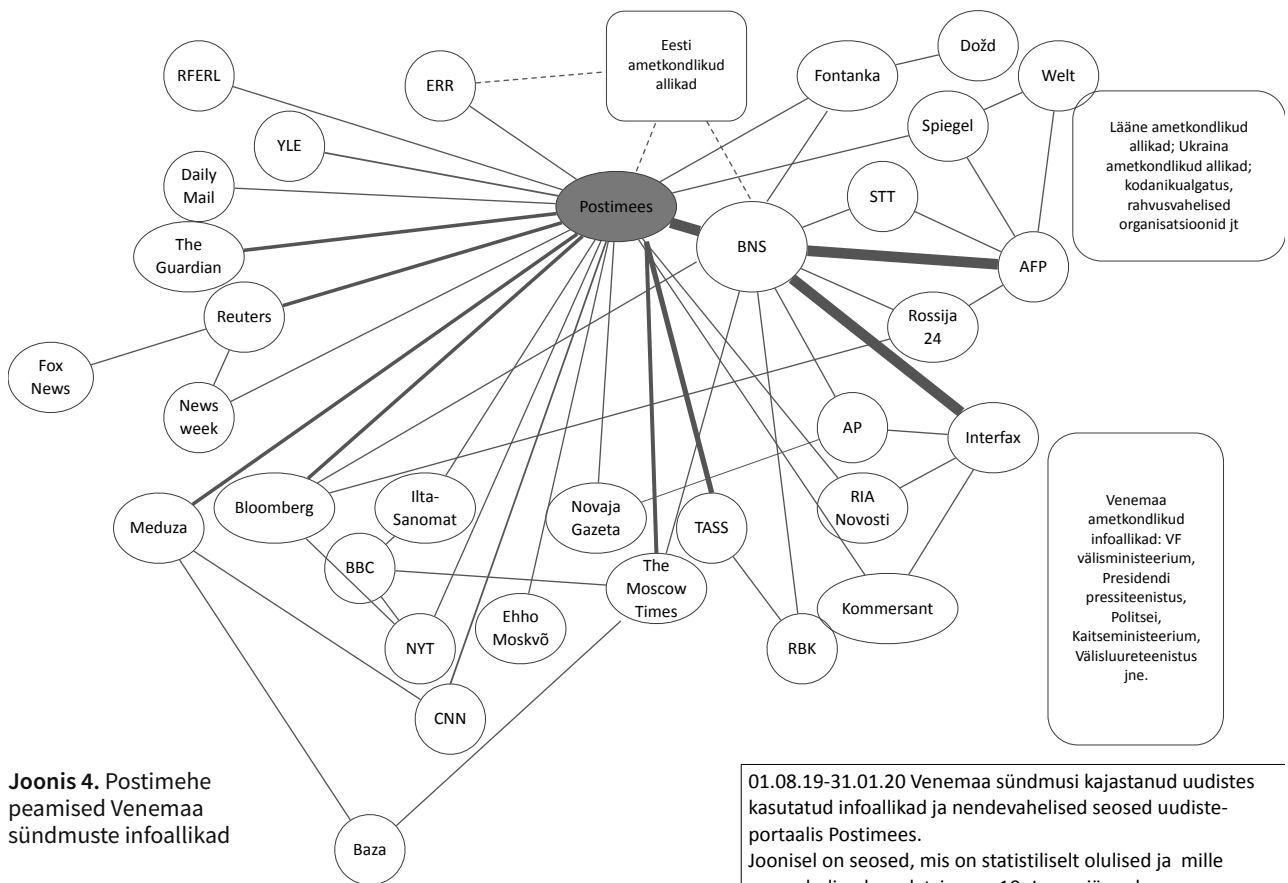 RFERL
ERR
Eesti
ametkondlikud
allikad
Fontanka
Dožd
Welt
YLE
Spiegel
Lääne ametkondlikud
allikad; Ukraina
ametkondlikud allikad;
kodanikualgatus,
rahvusvahelised
organisatsioonid jt
Daily
Mail
Postimees
STT
The
Guardian
BNS
AFP
Reuters
Rossija
24
Fox
News
News
week
AP
Interfax
Meduza
Bloomberg
Ilta-
Sanomat
Novaja
Gazeta
TASS
RIA
Novosti
Venemaa
ametkondlikud
infoallikad: VF
välisministeerium,
Presidendi
pressiteenistus,
Politsei,
Kaitseministeerium,
Välisluureteenistus
jne.
BBC
The
Moscow
Times
Kommersant
Ehho
Moskvõ
NYT
RBK
CNN
Baza
Joonis 4. Postimehe
peamised Venemaa
sündmuste infoallikad
01.08.19-31.01.20 Venemaa sündmusi kajastanud uudistes
kasutatud infoallikad ja nendevahelised seosed uudiste-
portaalis Postimees.
Joonisel on seosed, mis on statistiliselt olulised ja mille